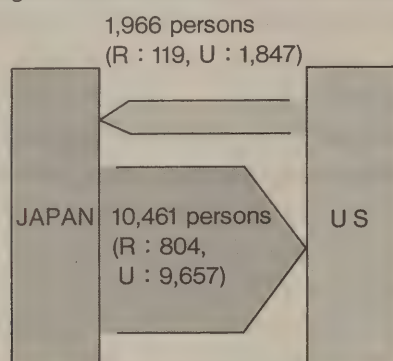 1,966 persons
(R : 119, U : 1,847)
JAPAN
10,461 persons
(R : 804,
U : 9,657)
US